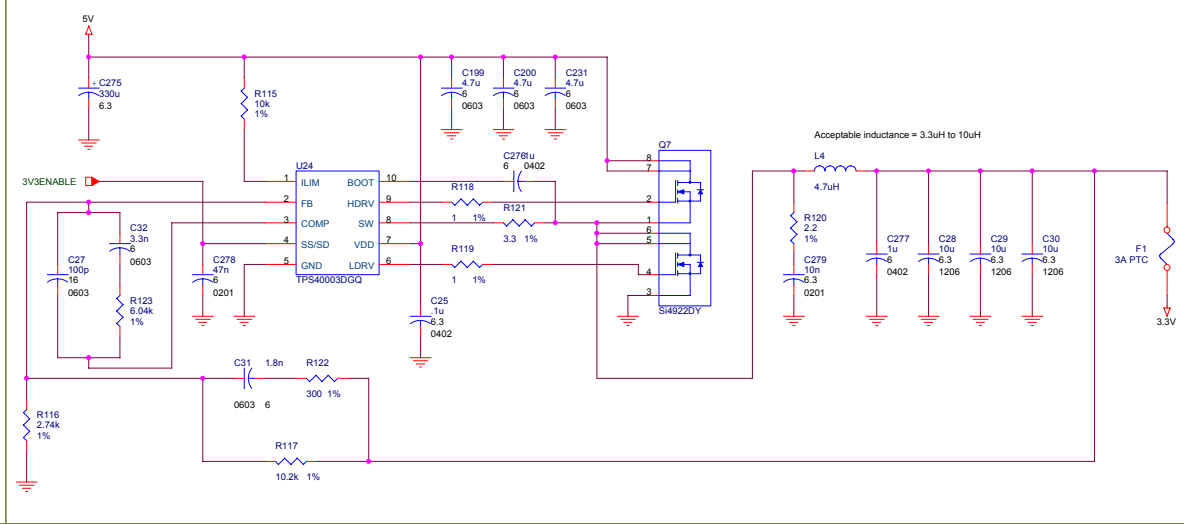 5V
C275
330u
6.3
R115
10k
1%
C199
4.7u
6
0603
C200
4.7u
6
0603
C231
4.7u
6
0603
Acceptable inductance = 3.3uH to 10uH
L4
4.7uH
Q7
8
7
2
1
6
5
4
3
Si4922DY
C276 1u
6 0402
U24
1 ILIM BOOT 10
2 FB HDRV 9
3 COMP SW 8
4 SS/SD VDD 7
5 GND LDRV 6
TPS40003DGQ
3V3ENABLE
R118
1 1%
R121
3.3 1%
R119
1 1%
C32
3.3n
6
0603
C27
100p
16
0603
R123
6.04k
1%
C278
47n
6
0201
C25
.1u
6.3
0402
R120
2.2
1%
C279
10n
6.3
0201
C277
1u
6
0402
C28
10u
6.3
1206
C29
10u
6.3
1206
C30
10u
6.3
1206
F1
3A PTC
3.3V
C31 1.8n
0603 6
R122
300 1%
R116
2.74k
1%
R117
10.2k 1%